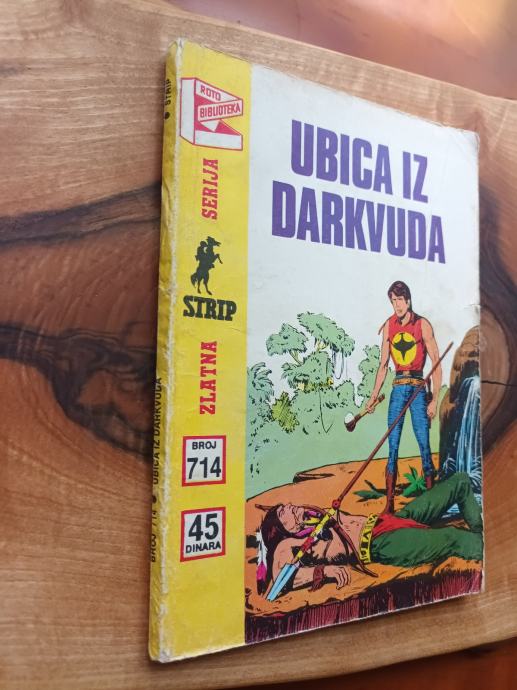 ROTO
BIBLIOTEKA
ZLATNA STRIP SERIJA
BROJ
714
45
DINARA
UBICA IZ
DARKVUDA
BROJ 714 • UBICA IZ DARKVUDA • STRIP